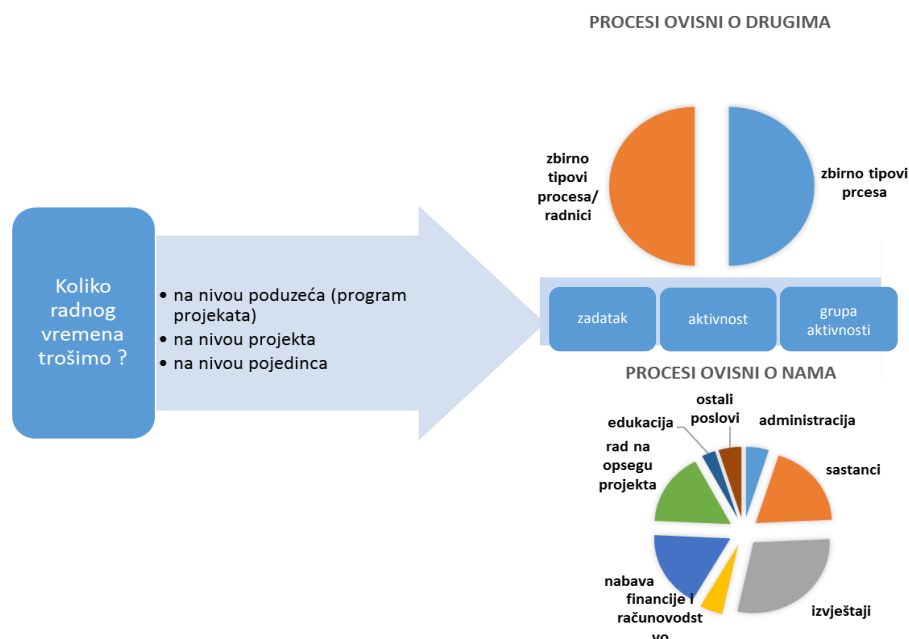 PROCESI OVISNI O DRUGIMA
zbirno
tipovi
procesa/
radnici
zbirno tipovi
prcesa
Koliko
radnog
vremena
trošimo ?
• na nivou poduzeća (program
projekata)
• na nivou projekta
• na nivou pojedinca
zadatak
aktivnost
grupa
aktivnosti
PROCESI OVISNI O NAMA
ostali
poslovi
edukacija
administracija
rad na
opsegu
projekta
sastanci
nabava
financije i
računovodst
vo
izvještaji